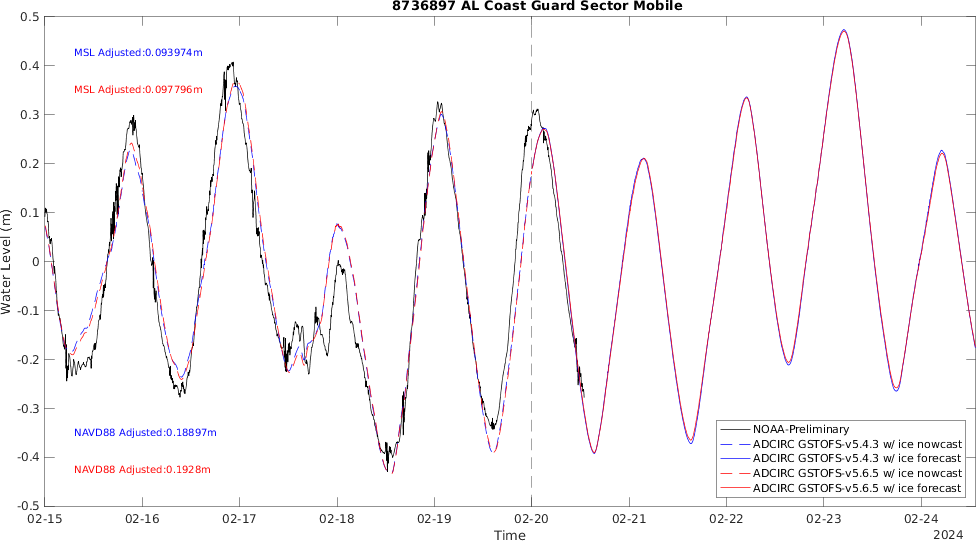 8736897 AL Coast Guard Sector Mobile
0.5
0.4
0.3
0.2
0.1
0
-0.1
-0.2
-0.3
-0.4
-0.5
Water Level (m)
MSL Adjusted:0.093974m
MSL Adjusted:0.097796m
NAVD88 Adjusted:0.18897m
NAVD88 Adjusted:0.1928m
NOAA-Preliminary
ADCIRC GSTOFS-v5.4.3 w/ ice nowcast
ADCIRC GSTOFS-v5.4.3 w/ ice forecast
ADCIRC GSTOFS-v5.6.5 w/ ice nowcast
ADCIRC GSTOFS-v5.6.5 w/ ice forecast
02-15 02-16 02-17 02-18 02-19 02-20 02-21 02-22 02-23 02-24
Time
2024